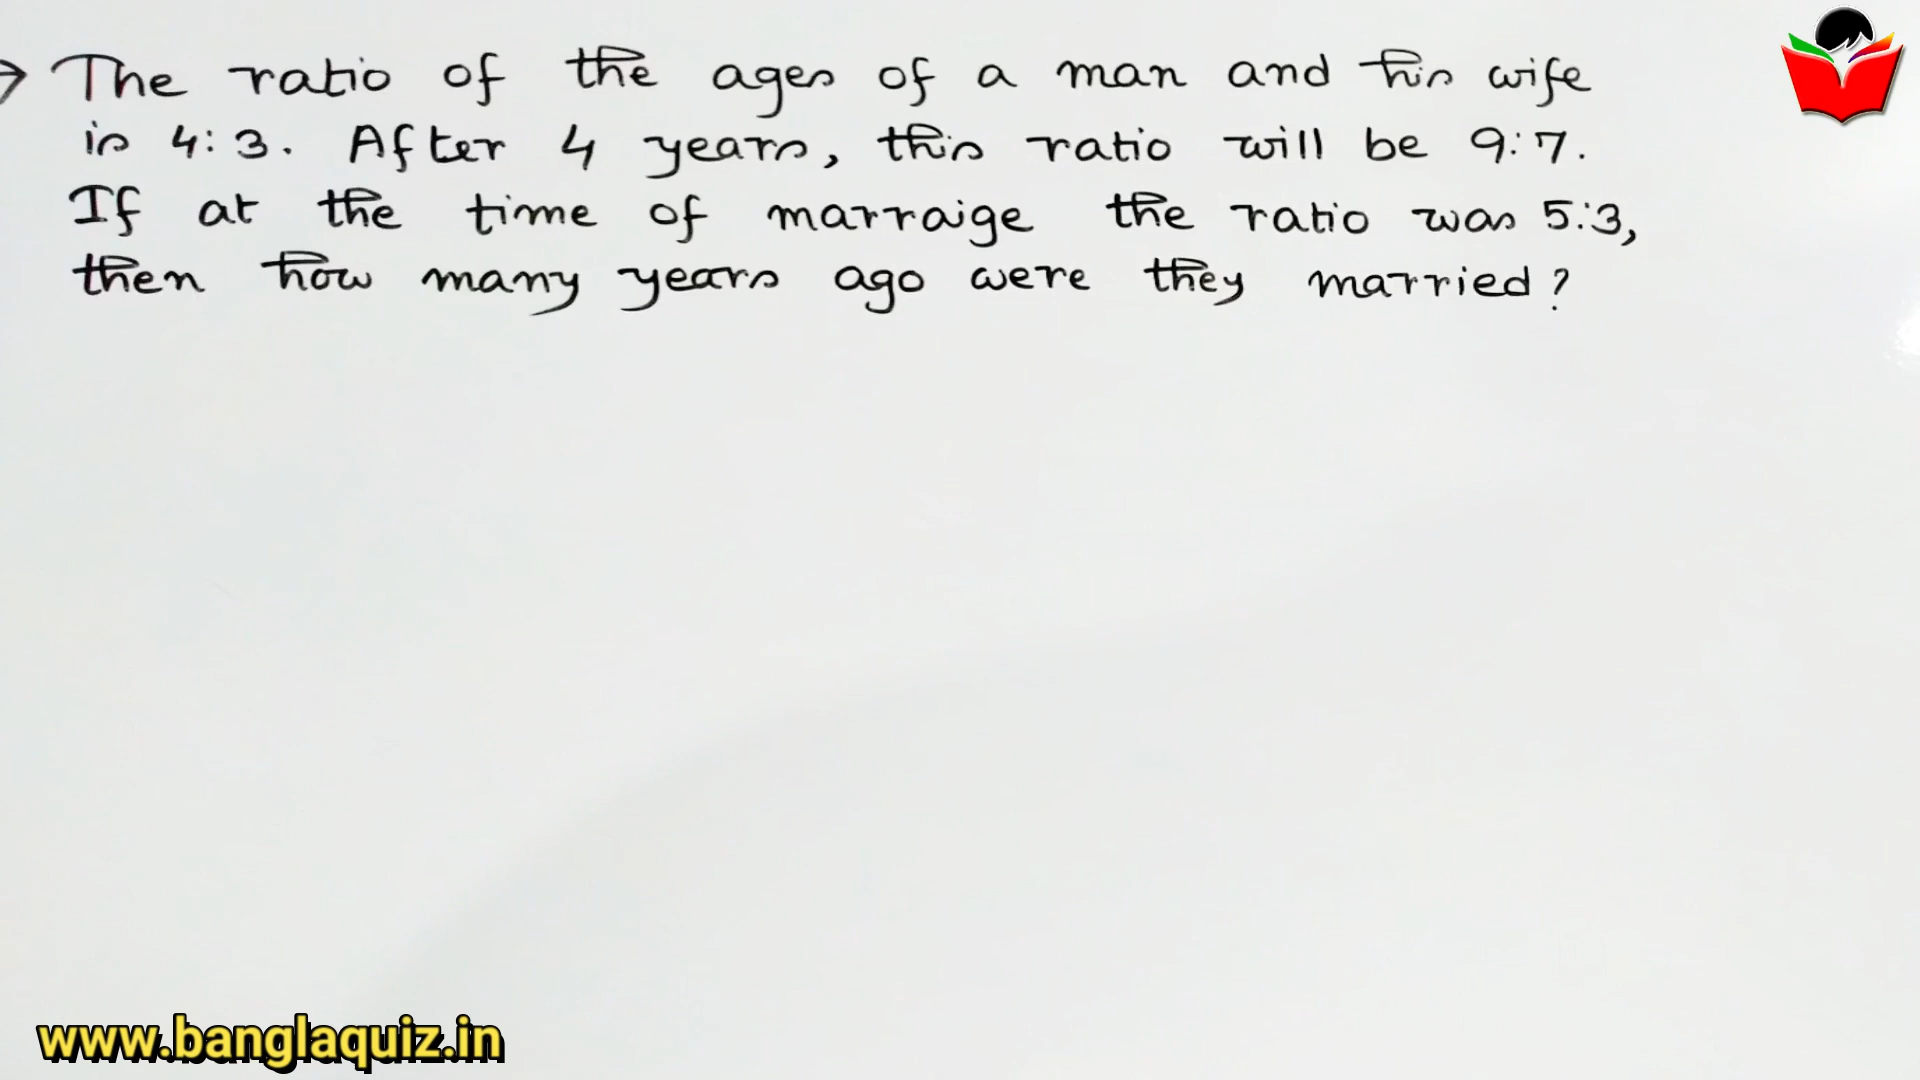 → The ratio of the ages of a man and his wife
is 4:3. After 4 years, this ratio will be 9:7.
If at the time of marraige the ratio was 5:3,
then how many years ago were they married?
www.banglaquiz.in